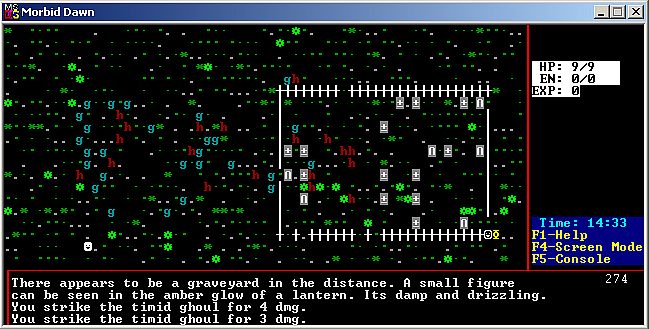 Morbid Dawn
HP: 9/9
EN: 0/0
EXP: 0
Time: 14:33
F1-Help
F4-Screen Mode
F5-Console
274
There appears to be a graveyard in the distance. A small figure
can be seen in the amber glow of a lantern. Its damp and drizzling.
You strike the timid ghoul for 4 dmg.
You strike the timid ghoul for 3 dmg.